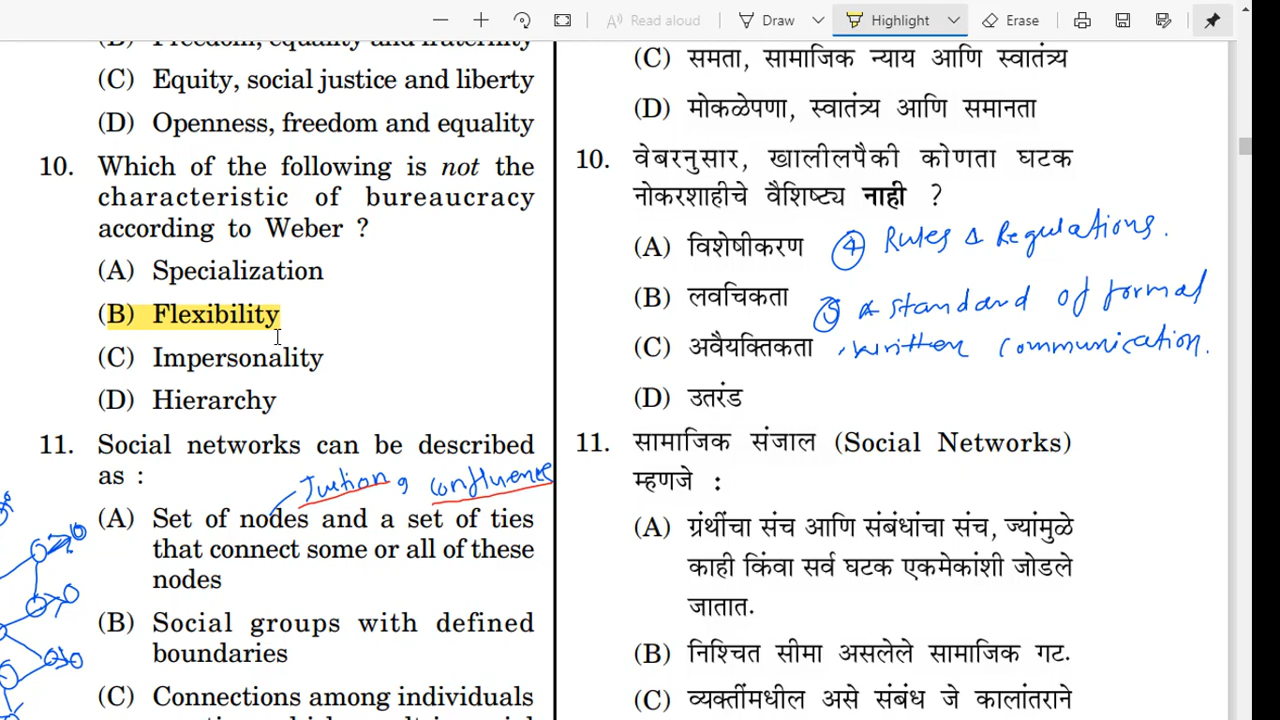 Read aloud
Draw
Highlight
Erase
(B) Freedom, equality and fraternity
(C) Equity, social justice and liberty
(D) Openness, freedom and equality
10. Which of the following is not the
characteristic of bureaucracy
according to Weber ?
(A) Specialization
(B) Flexibility
(C) Impersonality
(D) Hierarchy
11. Social networks can be described
as :
confluence
(A) Set of nodes and a set of ties
that connect some or all of these
nodes
(B) Social groups with defined
boundaries
(C) Connections among individuals
(C) समता, सामाजिक न्याय आणि स्वातंत्र्य
(D) मोकळेपणा, स्वातंत्र्य आणि समानता
10. वेबरनुसार, खालीलपैकी कोणता घटक
नोकरशाहीचे वैशिष्ट्य नाही ?
(A) विशेषीकरण
④ Rules & Regulations.
(B) लवचिकता
⑤ A standard of formal
(C) अवैयक्तिकता
written communication.
(D) उतरंड
11. सामाजिक संजाल (Social Networks)
म्हणजे :
(A) ग्रंथींचा संच आणि संबंधांचा संच, ज्यांमुळे
काही किंवा सर्व घटक एकमेकांशी जोडले
जातात.
(B) निश्चित सीमा असलेले सामाजिक गट.
(C) व्यक्तींमधील असे संबंध जे कालांतराने